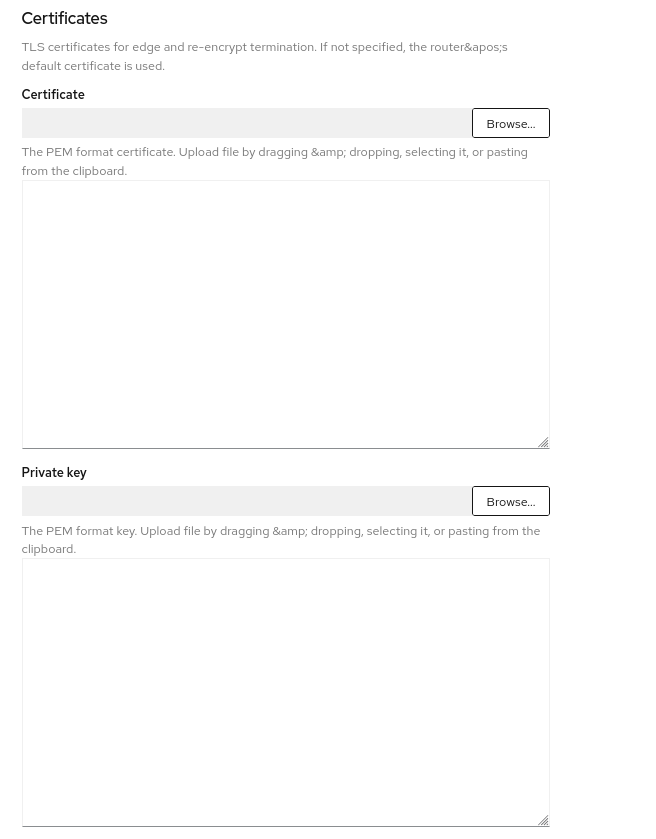 Certificates
TLS certificates for edge and re-encrypt termination. If not specified, the router&apos;s
default certificate is used.
Certificate
Browse...
The PEM format certificate. Upload file by dragging &amp; dropping, selecting it, or pasting
from the clipboard.
Private key
Browse...
The PEM format key. Upload file by dragging &amp; dropping, selecting it, or pasting from the
clipboard.